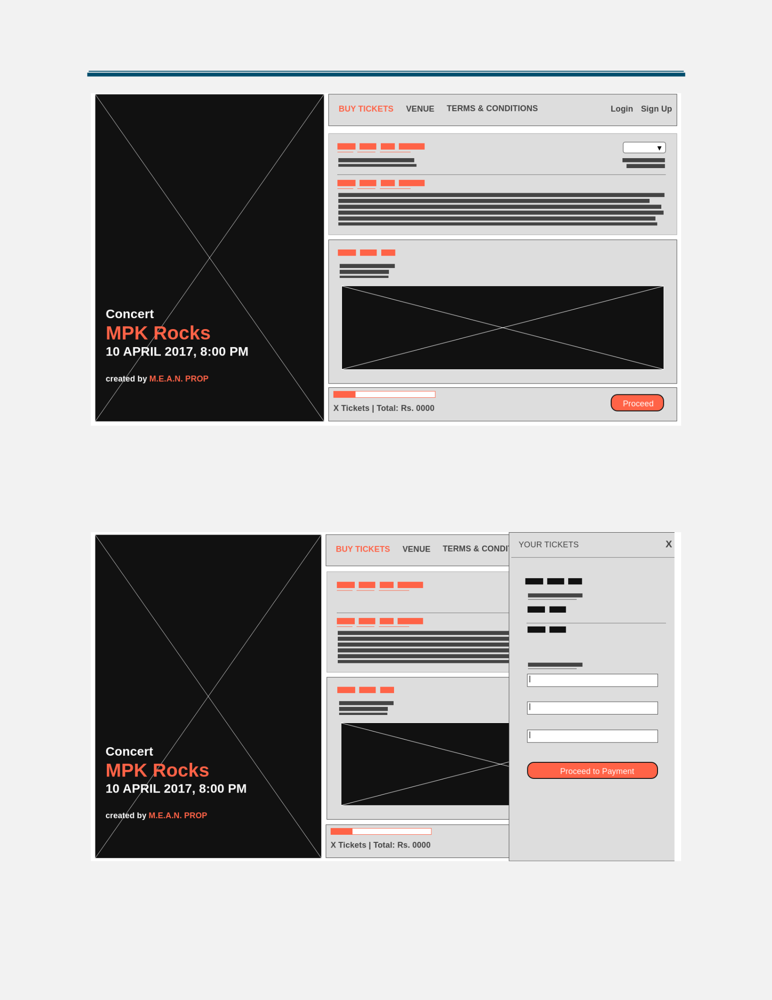 BUY TICKETS VENUE TERMS & CONDITIONS Login Sign Up
Concert
MPK Rocks
10 APRIL 2017, 8:00 PM
created by M.E.A.N. PROP
X Tickets | Total: Rs. 0000
Proceed
BUY TICKETS VENUE TERMS & CONDIT
YOUR TICKETS X
Concert
MPK Rocks
10 APRIL 2017, 8:00 PM
created by M.E.A.N. PROP
X Tickets | Total: Rs. 0000
Proceed to Payment